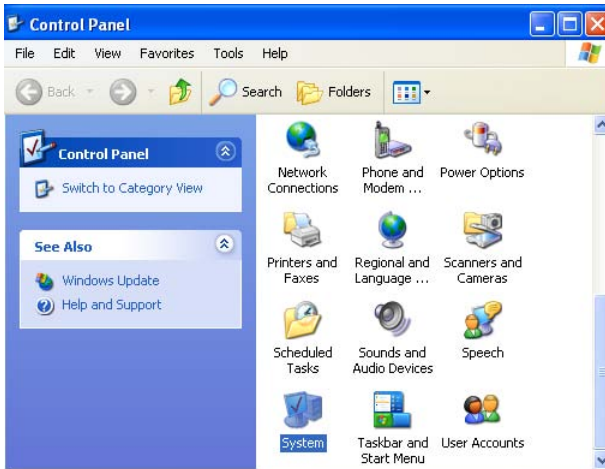 Control Panel
File Edit View Favorites Tools Help
Back Search Folders
Control Panel
Switch to Category View
See Also
Windows Update
Help and Support
Network
Connections
Phone and
Modem ...
Power Options
Printers and
Faxes
Regional and
Language ...
Scanners and
Cameras
Scheduled
Tasks
Sounds and
Audio Devices
Speech
System
Taskbar and
Start Menu
User Accounts